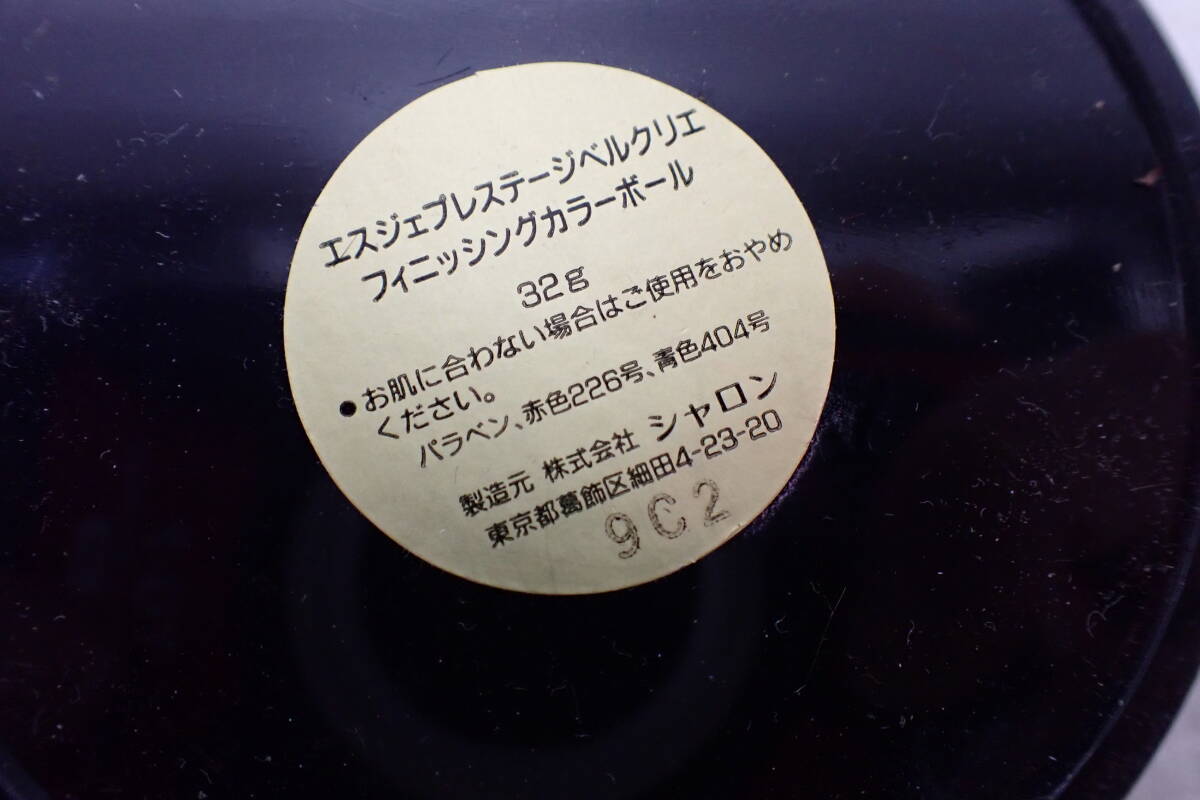 エスジェプレステージベルクリエ
フィニッシングカラーボール
32g
●お肌に合わない場合はご使用をおやめ
ください。
パラベン、赤色226号、青色404号
製造元 株式会社 シャロン
東京都葛飾区細田4-23-20
9C2